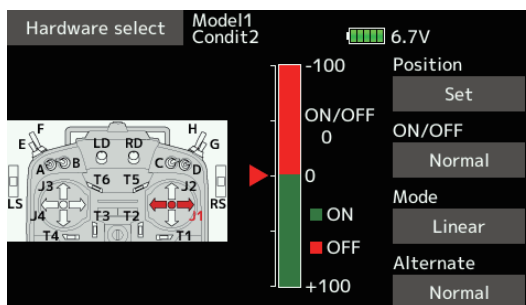 Hardware select
Model1
Condit2
6.7V
-100
Position
Set
ON/OFF
0
ON/OFF
Normal
0
Mode
Linear
ON
OFF
Alternate
Normal
+100
F
H
E
LD RD
G
A B
C D
T6 T5
J3
J2
LS
RS
J4
T3 T2
J1
T4
T1